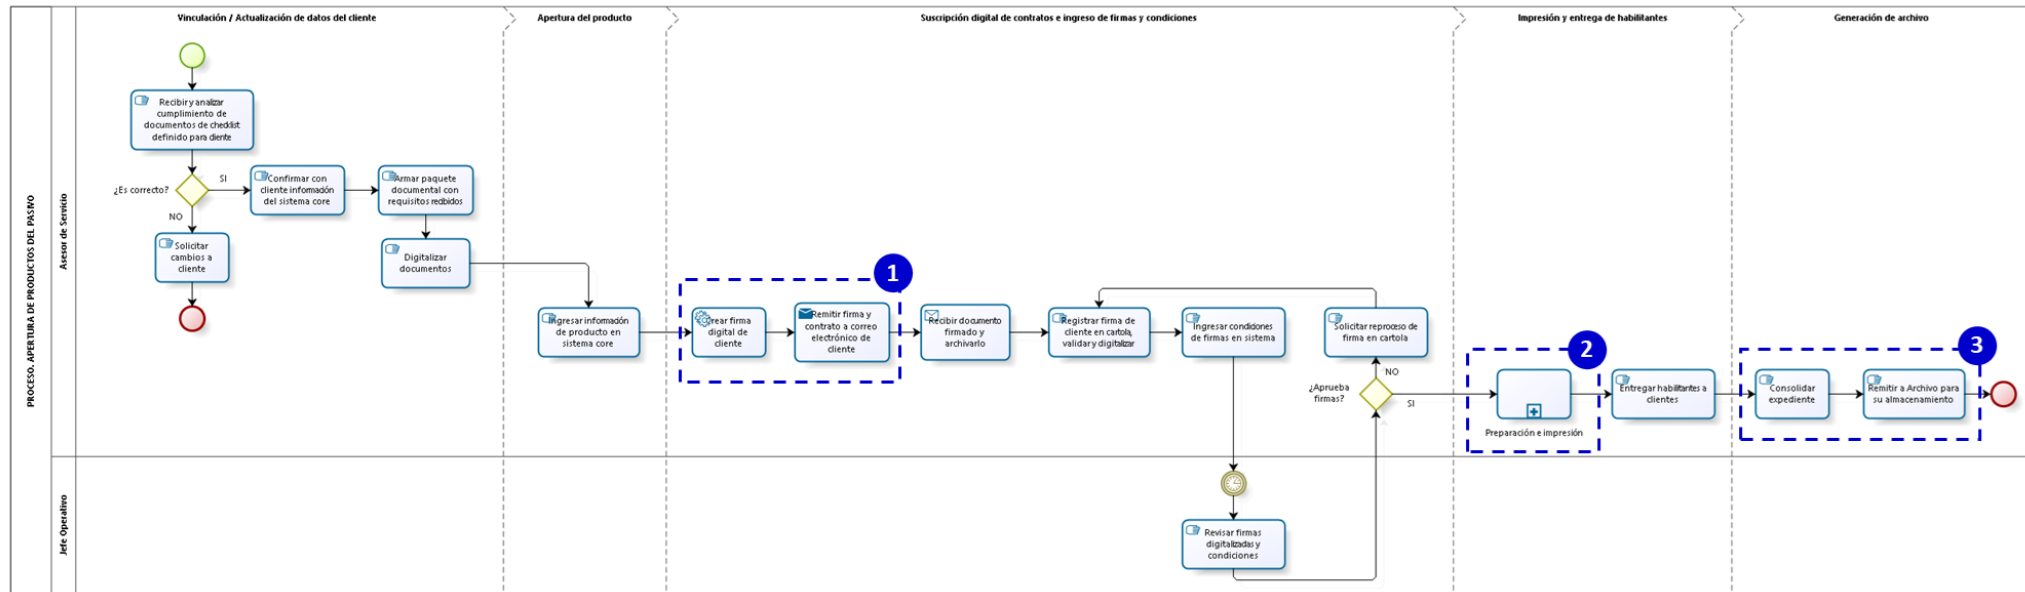 PROCESO. APERTURA DE PRODUCTOS DEL PASIVO
Asesor de Servicio
Jefe Operativo
Vinculación / Actualización de datos del cliente
Apertura del producto
Suscripción digital de contratos e ingreso de firmas y condiciones
Impresión y entrega de habilitantes
Generación de archivo
Recibir y analizar
cumplimiento de
documentos de checklist
definido para cliente
¿Es correcto?
SI
NO
Confirmar con
cliente información
del sistema core
Armar paquete
documental con
requisitos recibidos
Solicitar
cambios a
cliente
Digitalizar
documentos
Ingresar información
de producto en
sistema core
1
Crear firma
digital de
cliente
Remitir firma y
contrato a correo
electrónico de
cliente
Recibir documento
firmado y
archivarlo
Registrar firma de
cliente en cartola,
validar y digitalizar
Ingresar condiciones
de firmas en sistema
Solicitar reproceso de
firma en cartola
¿Aprueba
firmas?
NO
SI
Revisar firmas
digitalizadas y
condiciones
2
Preparación e impresión
Entregar habilitantes a
clientes
3
Consolidar
expediente
Remitir a Archivo para
su almacenamiento